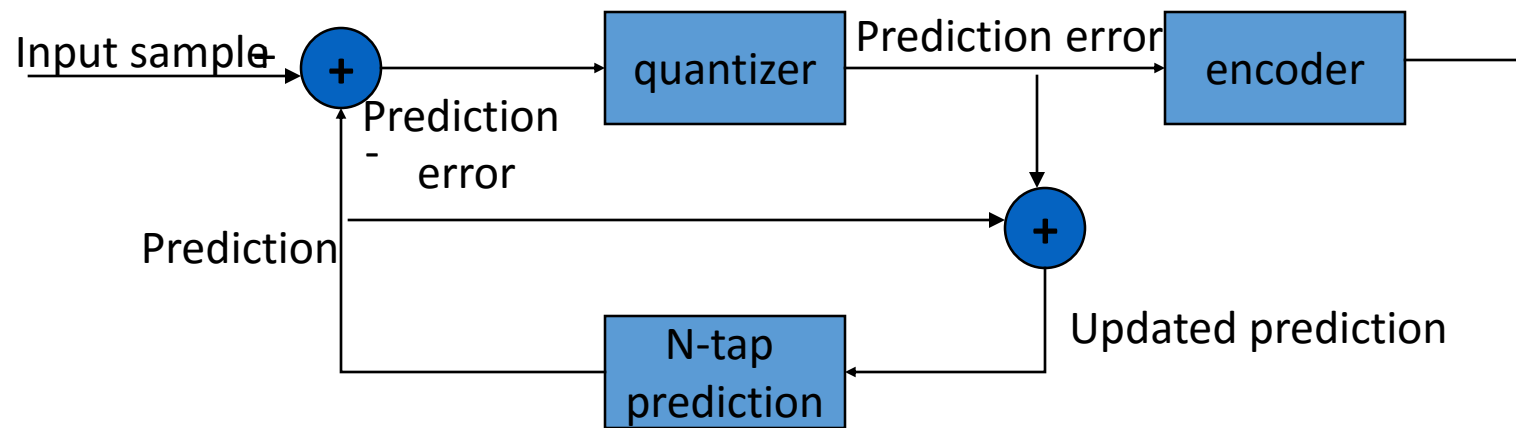 Input sample
+
+
quantizer
Prediction error
encoder
Prediction
-
error
+
Prediction
N-tap
prediction
Updated prediction